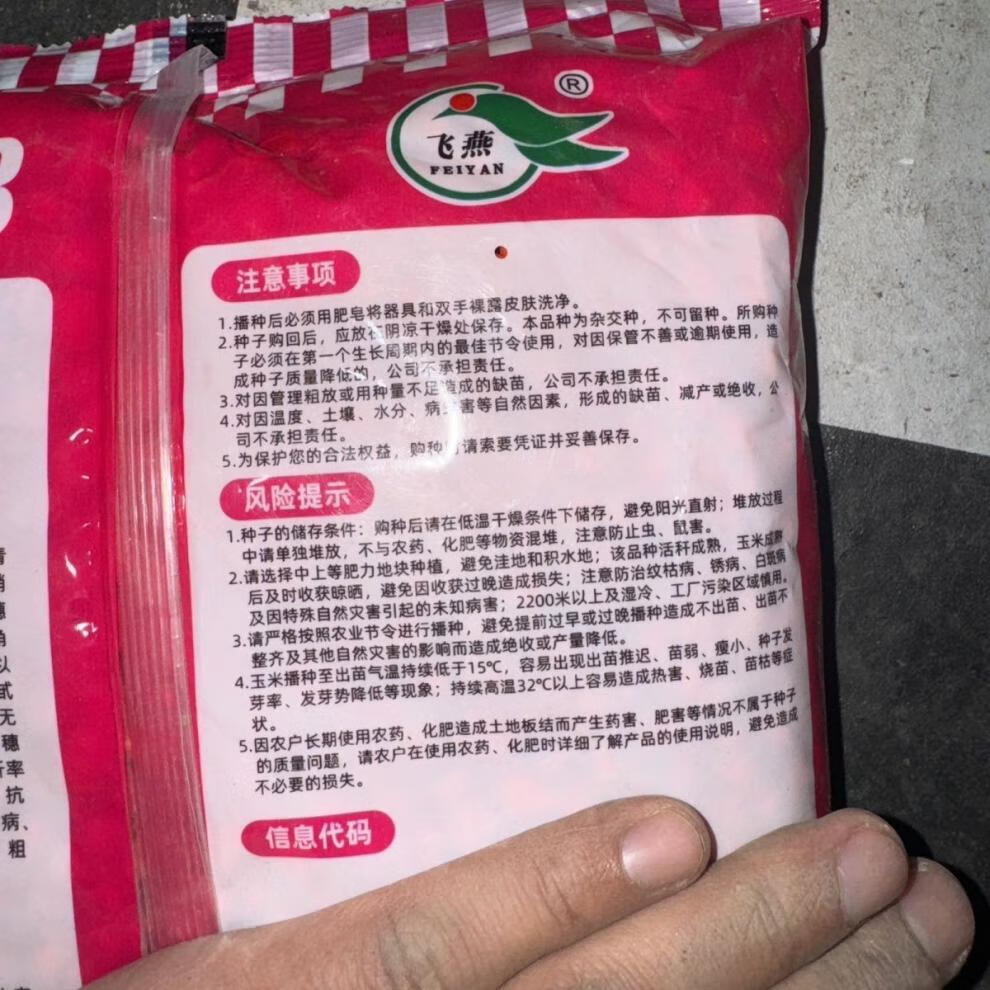 飞燕
FEIYAN
®
注意事项
1.播种后必须用肥皂将器具和双手裸露皮肤洗净。
2.种子购回后，应放在阴凉干燥处保存。本品种为杂交种，不可留种。所购种
子必须在第一个生长周期内的最佳节令使用，对因保管不善或逾期使用，造
成种子质量降低的，公司不承担责任。
3.对因管理粗放或用种量不足造成的缺苗，公司不承担责任。
4.对因温度、土壤、水分、病害等自然因素，形成的缺苗、减产或绝收，公
司不承担责任。
5.为保护您的合法权益，购种请索要凭证并妥善保存。
风险提示
1.种子的储存条件：购种后请在低温干燥条件下储存，避免阳光直射；堆放过程
中请单独堆放，不与农药、化肥等物资混堆，注意防止虫、鼠害。
2.请选择中上等肥力地块种植，避免洼地和积水地；该品种活秆成熟，玉米成熟
后及时收获晾晒，避免因收获过晚造成损失；注意防治纹枯病、锈病、白斑病
及因特殊自然灾害引起的未知病害；2200米以上及湿冷、工厂污染区域慎用。
3.请严格按照农业节令进行播种，避免提前过早或过晚播种造成不出苗、出苗不
整齐及其他自然灾害的影响而造成绝收或产量降低。
4.玉米播种至出苗气温持续低于15℃，容易出现出苗推迟、苗弱、瘦小、种子发
芽率、发芽势降低等现象；持续高温32℃以上容易造成热害、烧苗、苗枯等症
状。
5.因农户长期使用农药、化肥造成土地板结而产生药害、肥害等情况不属于种子
的质量问题，请农户在使用农药、化肥时详细了解产品的使用说明，避免造成
不必要的损失。
信息代码
穗
以
无
穗
率
抗
病、
粗